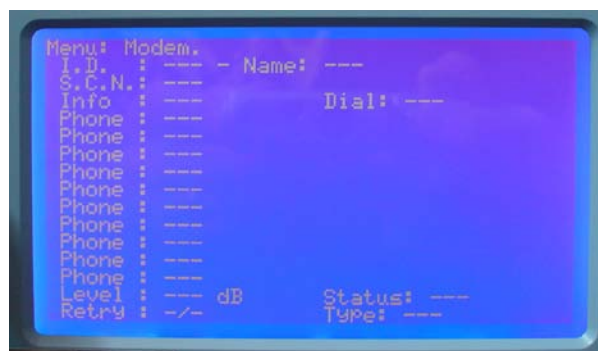 Menu: Modem.
I.D. : --- - Name: ---
S.C.N.: ---
Info : --- Dial: ---
Phone : ---
Phone : ---
Phone : ---
Phone : ---
Phone : ---
Phone : ---
Phone : ---
Phone : ---
Phone : ---
Phone : ---
Level : --- dB Status: ---
Retry : -/- Type: ---